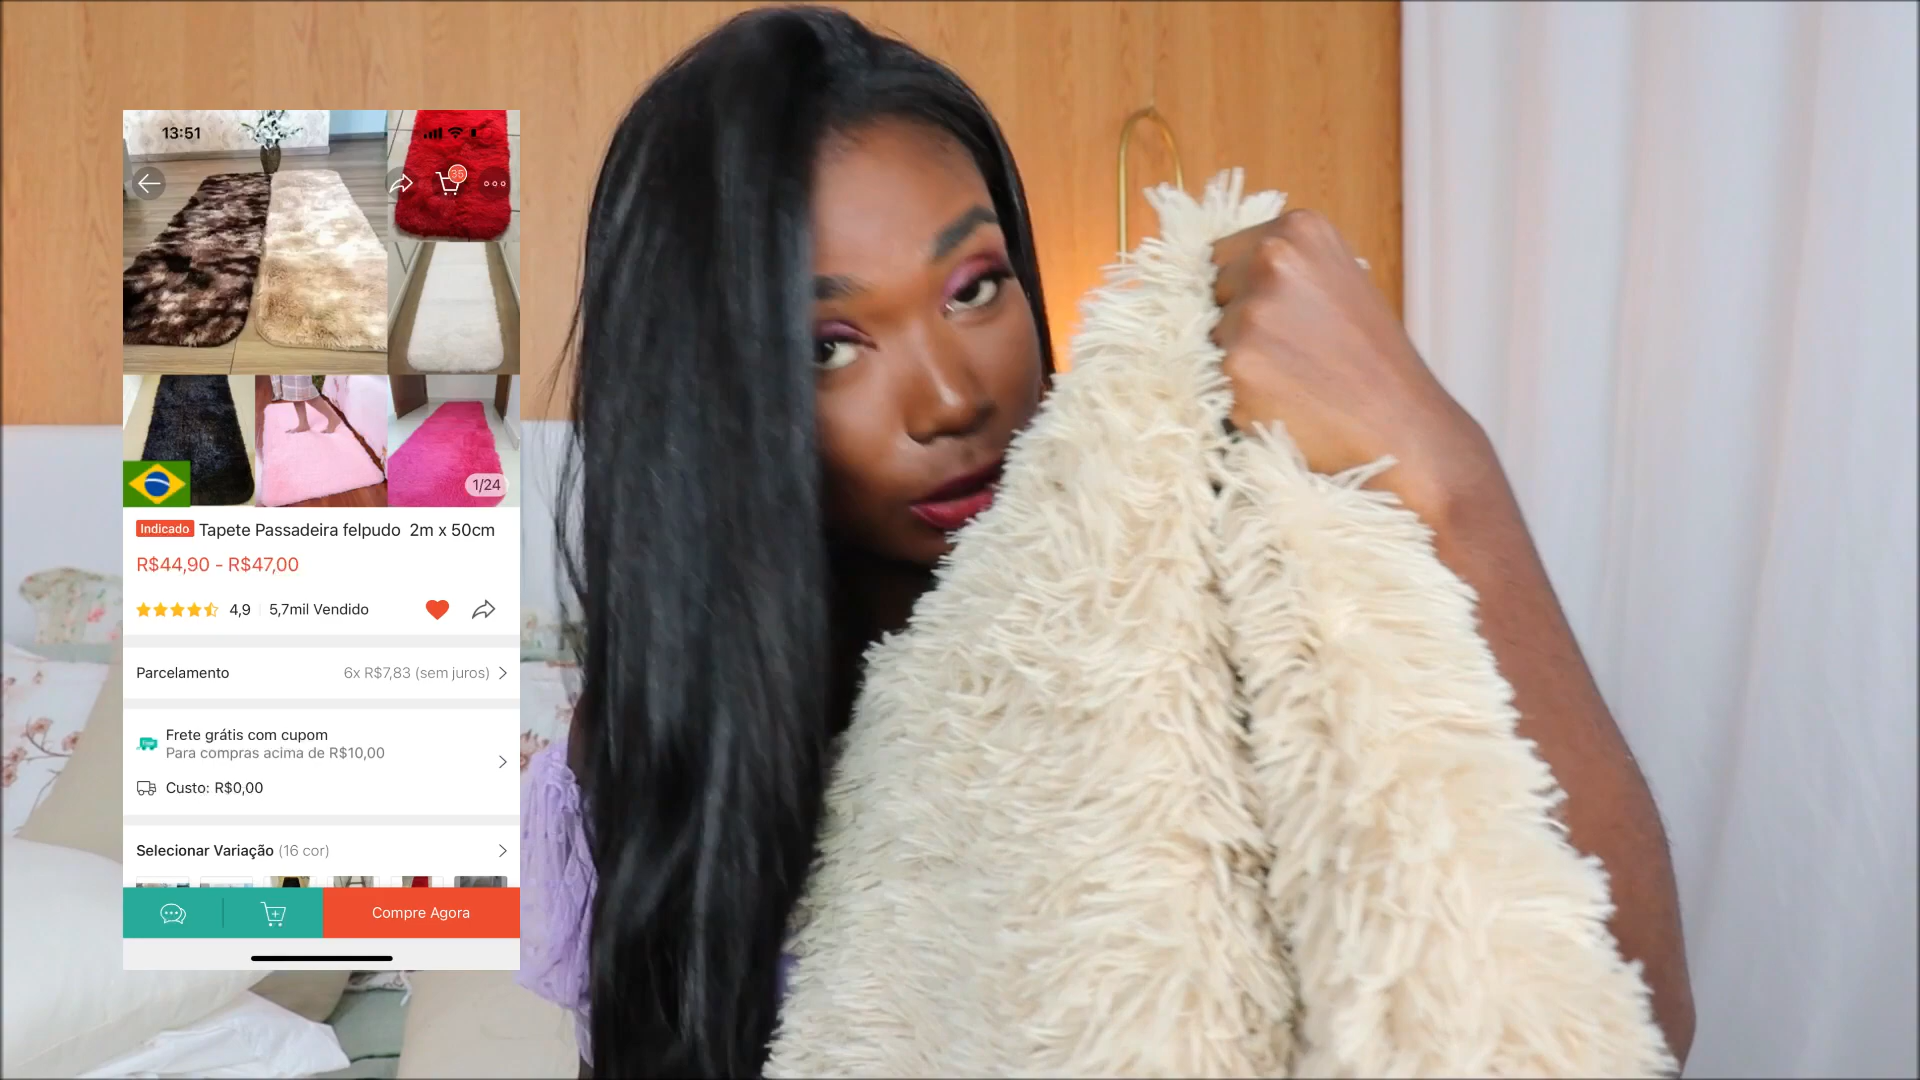 13:51
35
1/24
Indicado Tapete Passadeira felpudo 2m x 50cm
R$44,90 - R$47,00
4,9 5,7mil Vendido
Parcelamento 6x R$7,83 (sem juros)
Frete grátis com cupom
Para compras acima de R$10,00
Custo: R$0,00
Selecionar Variação (16 cor)
Compre Agora